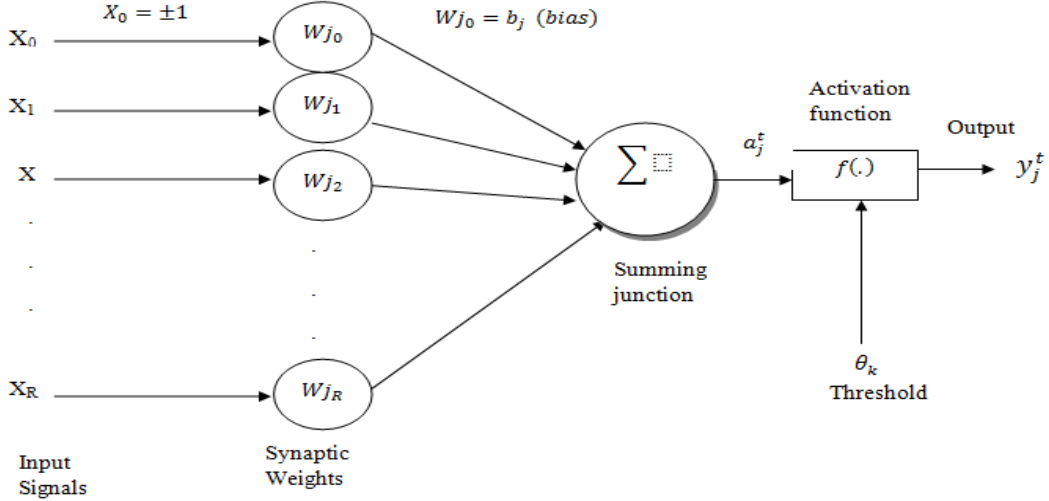 X₀ = ±1
Wj₀ = bⱼ (bias)
X₀
Wj₀
X₁
Wj₁
X
Wj₂
∑
aⱼᵗ
Activation
function
f(.)
Output
yⱼᵗ
Summing
junction
θₖ
Threshold
X_R
Wj_R
Input
Signals
Synaptic
Weights